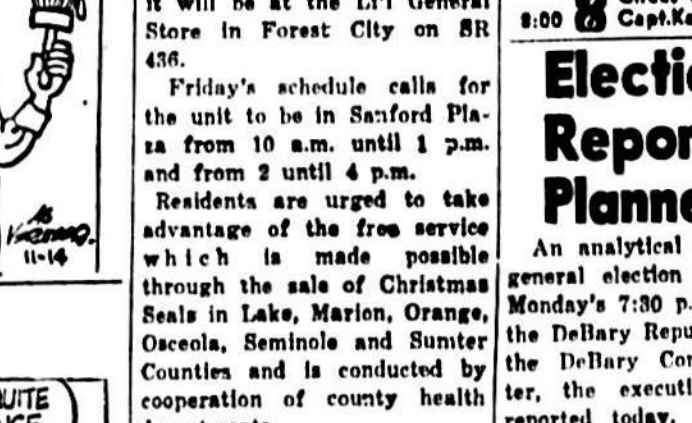 it will be at the Li'l General
Store in Forest City on SR
436.
Friday's schedule calls for
the unit to be in Sanford Pla-
za from 10 a.m. until 1 p.m.
and from 2 until 4 p.m.
Residents are urged to take
advantage of the free service
which is made possible
through the sale of Christmas
Seals in Lake, Marion, Orange,
Osceola, Seminole and Sumter
Counties and is conducted by
cooperation of county health
8:00 Capt.Ka
Electi
Repor
Planne
An analytical
general election
Monday's 7:30 p.
the DeBary Repu
the DeBary Com
ter, the executi
reported today.
11-14
QUITE